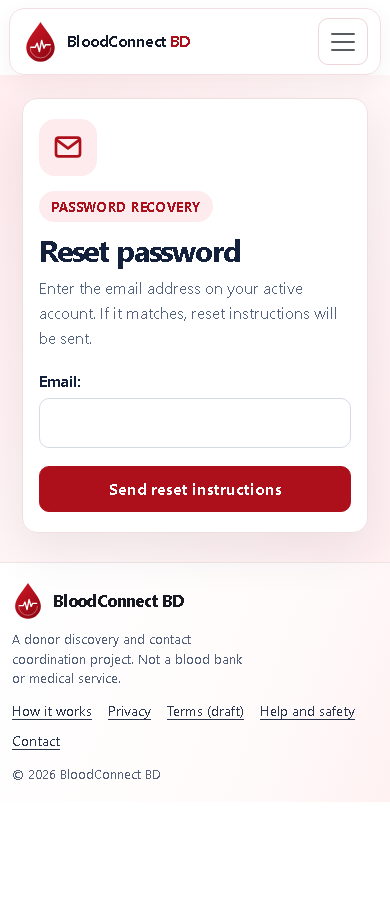 BloodConnect BD
PASSWORD RECOVERY
Reset password
Enter the email address on your active
account. If it matches, reset instructions will
be sent.
Email:
Send reset instructions
BloodConnect BD
A donor discovery and contact
coordination project. Not a blood bank
or medical service.
How it works Privacy Terms (draft) Help and safety
Contact
© 2026 BloodConnect BD